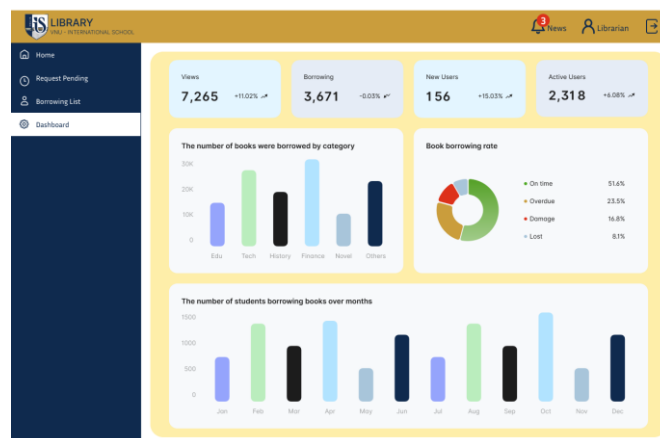 IS LIBRARY
VNU - INTERNATIONAL SCHOOL
3
News
Librarian
Home
Request Pending
Borrowing List
Dashboard
Views
7,265 +11.02%
Borrowing
3,671 -0.03%
New Users
156 +15.03%
Active Users
2,318 +6.08%
The number of books were borrowed by category
30K
20K
10K
0
Edu Tech History Finance Novel Others
Book borrowing rate
On time 51.6%
Overdue 23.5%
Damage 16.8%
Lost 8.1%
The number of students borrowing books over months
1500
1000
500
0
Jan Feb Mar Apr May Jun Jul Aug Sep Oct Nov Dec